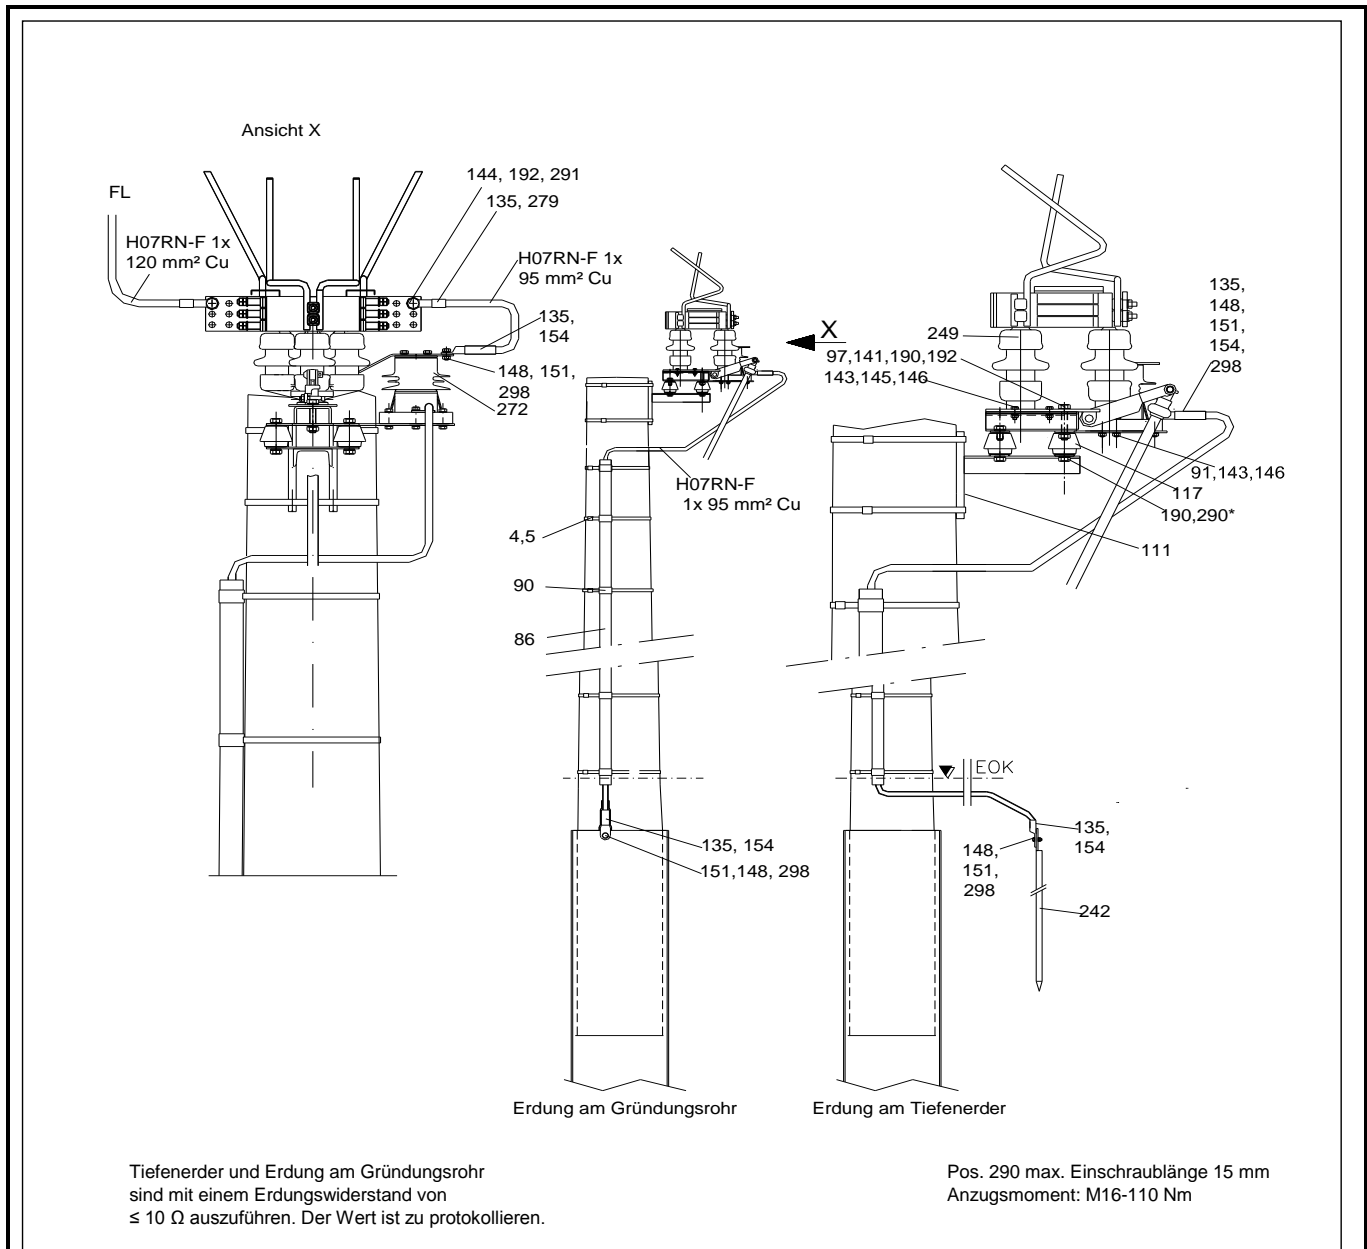 Ansicht X
FL
H07RN-F 1x
120 mm² Cu
144, 192, 291
135, 279
H07RN-F 1x
95 mm² Cu
135,
154
148, 151,
298
272
X
H07RN-F
1x 95 mm² Cu
4,5
90
86
135, 154
151,148, 298
Erdung am Gründungsrohr
249
97,141,190,192
143,145,146
135,
148,
151,
154,
298
91,143,146
117
190,290*
111
EOK
135,
154
148,
151,
298
242
Erdung am Tiefenerder
Tiefenerder und Erdung am Gründungsrohr
sind mit einem Erdungswiderstand von
≤ 10 Ω auszuführen. Der Wert ist zu protokollieren.
Pos. 290 max. Einschraublänge 15 mm
Anzugsmoment: M16-110 Nm